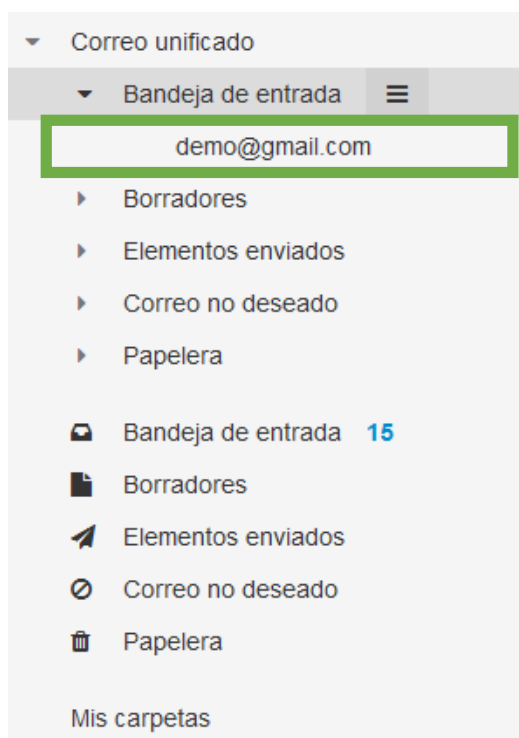 Correo unificado
Bandeja de entrada
demo@gmail.com
Borradores
Elementos enviados
Correo no deseado
Papelera
Bandeja de entrada 15
Borradores
Elementos enviados
Correo no deseado
Papelera
Mis carpetas